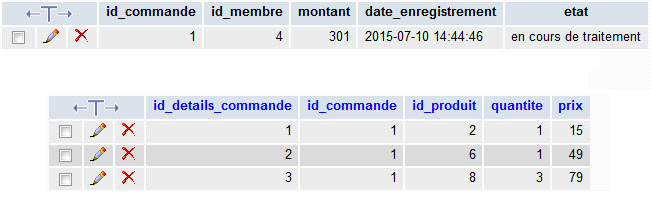 id_commande id_membre montant date_enregistrement etat
1 4 301 2015-07-10 14:44:46 en cours de traitement
id_details_commande id_commande id_produit quantite prix
1 1 2 1 15
2 1 6 1 49
3 1 8 3 79